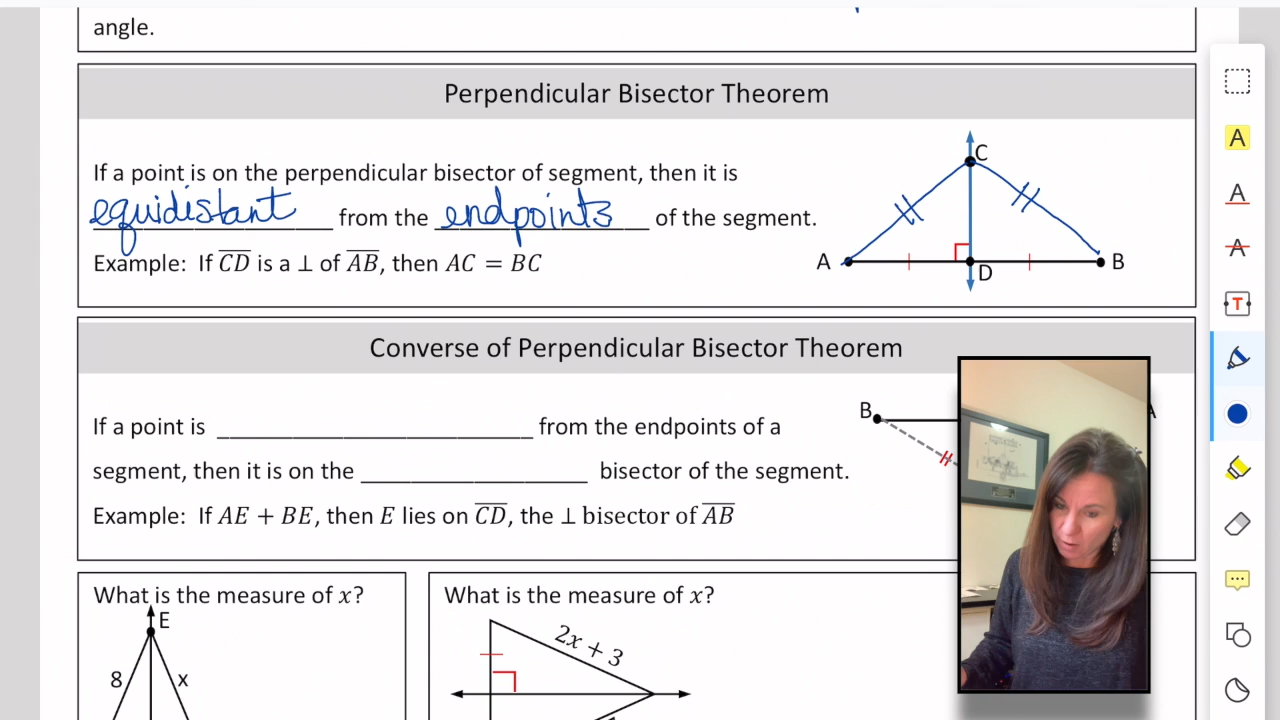 angle.
Perpendicular Bisector Theorem
If a point is on the perpendicular bisector of segment, then it is
equidistant from the endpoints of the segment.
Example: If CD is a ⊥ of AB, then AC = BC
C
A
B
D
Converse of Perpendicular Bisector Theorem
If a point is ____________________ from the endpoints of a
segment, then it is on the ________________ bisector of the segment.
Example: If AE + BE, then E lies on CD, the ⊥ bisector of AB
B
What is the measure of x?
E
8
x
What is the measure of x?
2x + 3
A
A
A
T